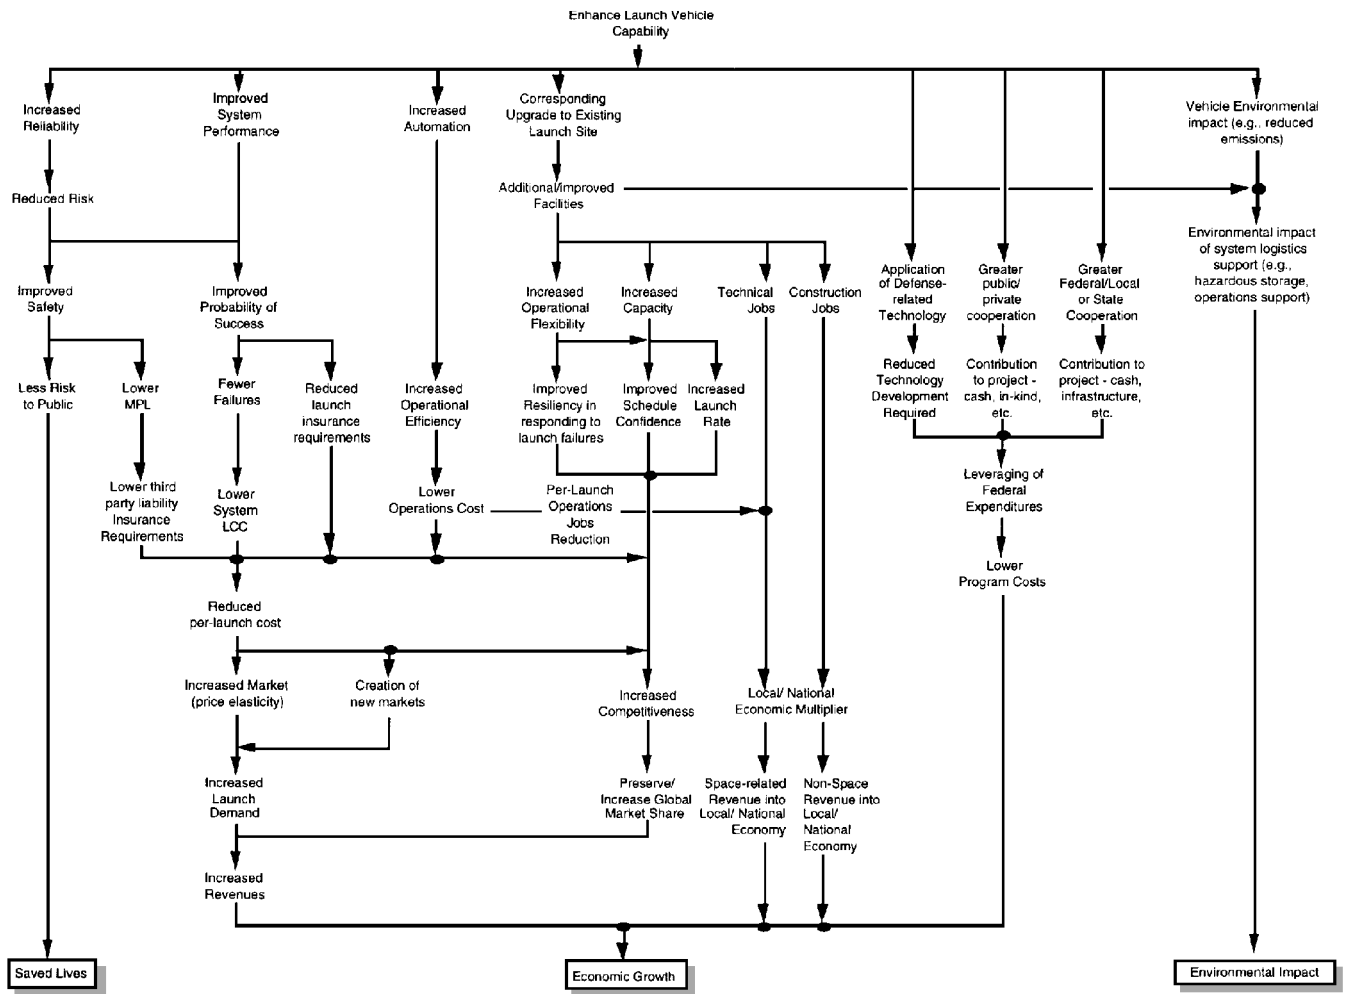 Enhance Launch Vehicle
Capability
Increased
Reliability
Improved
System
Performance
Increased
Automation
Corresponding
Upgrade to Existing
Launch Site
Vehicle Environmental
impact (e.g., reduced
emissions)
Reduced Risk
Additional/Improved
Facilities
Improved
Safety
Improved
Probability of
Success
Increased
Operational
Flexibility
Increased
Capacity
Technical
Jobs
Construction
Jobs
Application
of Defense-
related
Technology
Greater
public/
private
cooperation
Greater
Federal/Local
or State
Cooperation
Environmental impact
of system logistics
support (e.g.,
hazardous storage,
operations support)
Less Risk
to Public
Lower
MPL
Fewer
Failures
Reduced
launch
insurance
requirements
Increased
Operational
Efficiency
Improved
Resiliency in
responding to
launch failures
Improved
Schedule
Confidence
Increased
Launch
Rate
Reduced
Technology
Development
Required
Contribution
to project -
cash, in-kind,
etc.
Contribution to
project - cash,
infrastructure,
etc.
Lower third
party liability
Insurance
Requirements
Lower
System
LCC
Lower
Operations Cost
Per-Launch
Operations
Jobs
Reduction
Leveraging of
Federal
Expenditures
Lower
Program Costs
Reduced
per-launch cost
Increased Market
(price elasticity)
Creation of
new markets
Increased
Competitiveness
Local/ National
Economic Multiplier
Increased
Launch
Demand
Preserve/
Increase Global
Market Share
Space-related
Revenue into
Local/ National
Economy
Non-Space
Revenue into
Local/
National
Economy
Increased
Revenues
Saved Lives
Economic Growth
Environmental Impact